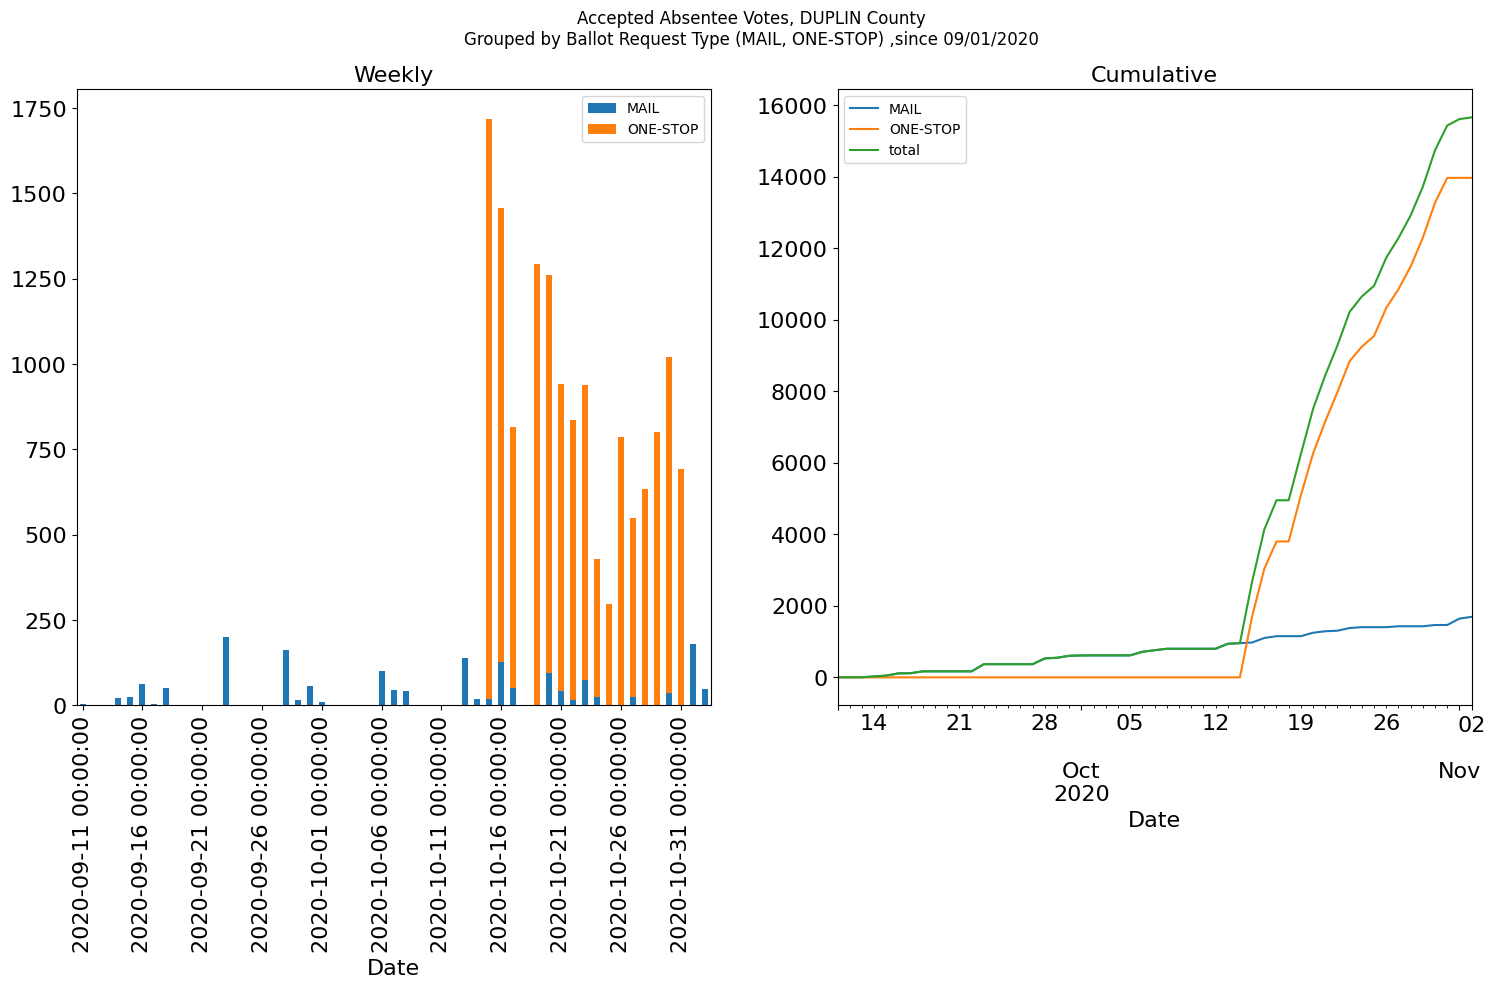 Accepted Absentee Votes, DUPLIN County
Grouped by Ballot Request Type (MAIL, ONE-STOP) ,since 09/01/2020
Weekly
1750
1500
1250
1000
750
500
250
0
MAIL
ONE-STOP
2020-09-11 00:00:00
2020-09-16 00:00:00
2020-09-21 00:00:00
2020-09-26 00:00:00
2020-10-01 00:00:00
2020-10-06 00:00:00
2020-10-11 00:00:00
2020-10-16 00:00:00
2020-10-21 00:00:00
2020-10-26 00:00:00
2020-10-31 00:00:00
Date
Cumulative
16000
14000
12000
10000
8000
6000
4000
2000
0
MAIL
ONE-STOP
total
14 21 28 05 12 19 26 02
Oct Nov
2020
Date